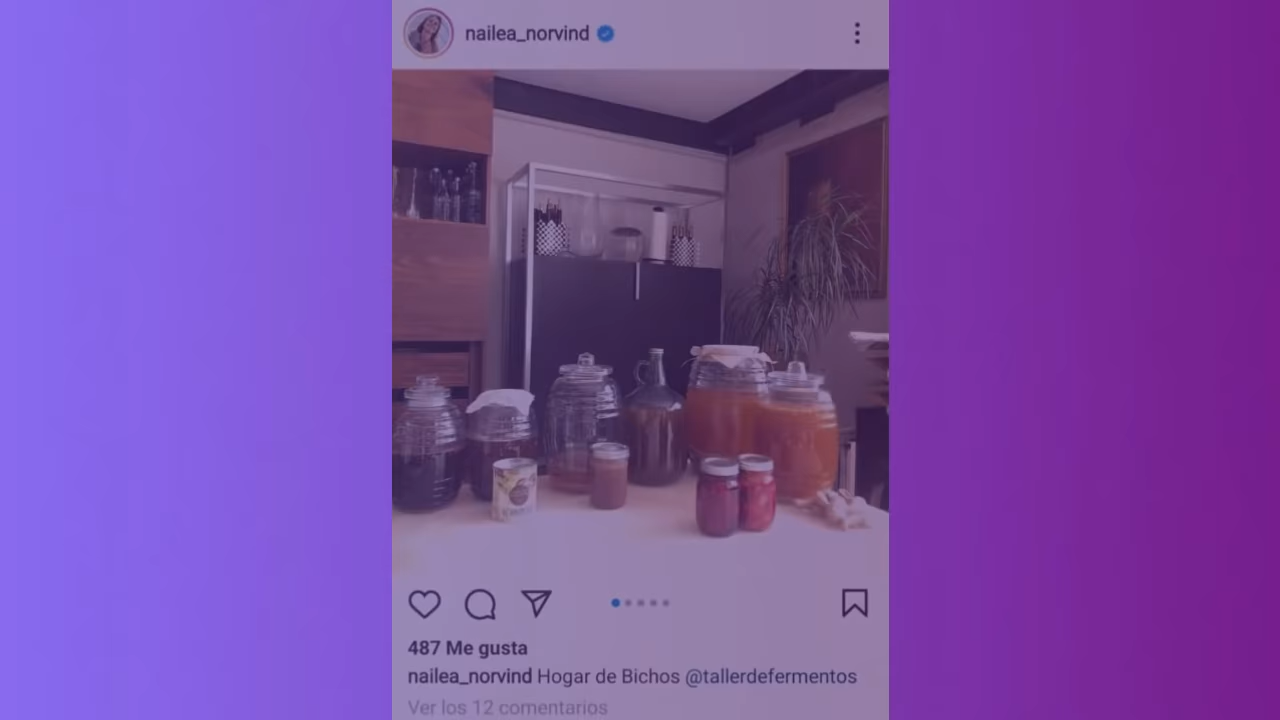 nailea_norvind
487 Me gusta
nailea_norvind Hogar de Bichos @tallerdefermentos
Ver los 12 comentarios